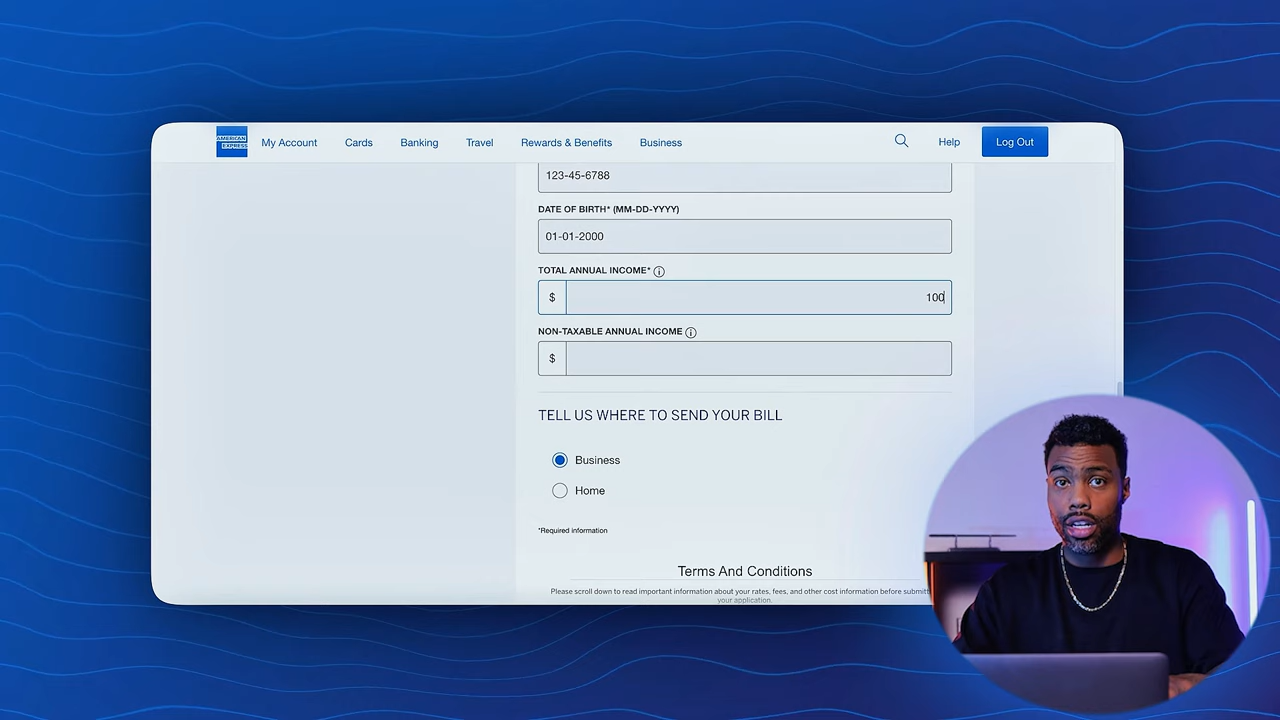 AMERICAN
EXPRESS
My Account
Cards
Banking
Travel
Rewards & Benefits
Business
Help
Log Out
123-45-6788
DATE OF BIRTH* (MM-DD-YYYY)
01-01-2000
TOTAL ANNUAL INCOME*
$
100
NON-TAXABLE ANNUAL INCOME
$
TELL US WHERE TO SEND YOUR BILL
Business
Home
*Required information
Terms And Conditions
Please scroll down to read important information about your rates, fees, and other cost information before
your application.